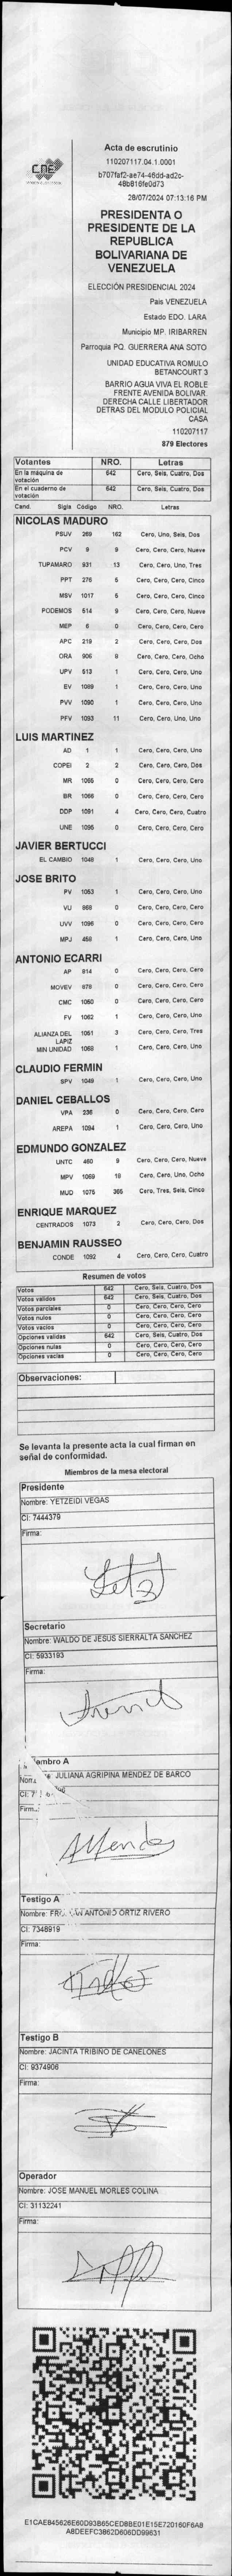 CNE
Acta de escrutinio
110207117.04.1.0001
b707faf2-ae74-46dd-ad2c-
48b818fe0d73
28/07/2024 07:13:16 PM
PRESIDENTA O
PRESIDENTE DE LA
REPUBLICA
BOLIVARIANA DE
VENEZUELA
ELECCIÓN PRESIDENCIAL 2024
Pais VENEZUELA
Estado EDO. LARA
Municipio MP. IRIBARREN
Parroquia PQ. GUERRERA ANA SOTO
UNIDAD EDUCATIVA ROMULO
BETANCOURT 3
BARRIO AGUA VIVA EL ROBLE
FRENTE AVENIDA BOLIVAR.
DERECHA CALLE LIBERTADOR
DETRAS DEL MODULO POLICIAL
CASA
110207117
879 Electores
Votantes NRO. Letras
En la maquina de votación 642 Cero, Seis, Cuatro, Dos
En el cuaderno de votación 642 Cero, Seis, Cuatro, Dos
Cand. Sigla Código NRO. Letras
NICOLAS MADURO
PSUV 269 162 Cero, Uno, Seis, Dos
PCV 9 9 Cero, Cero, Cero, Nueve
TUPAMARO 931 13 Cero, Cero, Uno, Tres
PPT 276 5 Cero, Cero, Cero, Cinco
MSV 1017 5 Cero, Cero, Cero, Cinco
PODEMOS 514 9 Cero, Cero, Cero, Nueve
MEP 6 0 Cero, Cero, Cero, Cero
APC 219 2 Cero, Cero, Cero, Dos
ORA 906 8 Cero, Cero, Cero, Ocho
UPV 513 1 Cero, Cero, Cero, Uno
EV 1089 1 Cero, Cero, Cero, Uno
PVV 1090 1 Cero, Cero, Cero, Uno
PFV 1093 11 Cero, Cero, Uno, Uno
LUIS MARTINEZ
AD 1 1 Cero, Cero, Cero, Uno
COPEI 2 2 Cero, Cero, Cero, Dos
MR 1055 0 Cero, Cero, Cero, Cero
BR 1066 0 Cero, Cero, Cero, Cero
DDP 1091 4 Cero, Cero, Cero, Cuatro
UNE 1095 0 Cero, Cero, Cero, Cero
JAVIER BERTUCCI
EL CAMBIO 1048 1 Cero, Cero, Cero, Uno
JOSE BRITO
PV 1053 1 Cero, Cero, Cero, Uno
VU 868 0 Cero, Cero, Cero, Cero
UVV 1096 0 Cero, Cero, Cero, Cero
MPJ 458 1 Cero, Cero, Cero, Uno
ANTONIO ECARRI
AP 814 0 Cero, Cero, Cero, Cero
MOVEV 878 0 Cero, Cero, Cero, Cero
CMC 1050 0 Cero, Cero, Cero, Cero
FV 1062 1 Cero, Cero, Cero, Uno
ALIANZA DEL LAPIZ 1051 3 Cero, Cero, Cero, Tres
MIN UNIDAD 1068 1 Cero, Cero, Cero, Uno
CLAUDIO FERMIN
SPV 1049 1 Cero, Cero, Cero, Uno
DANIEL CEBALLOS
VPA 236 0 Cero, Cero, Cero, Cero
AREPA 1094 1 Cero, Cero, Cero, Uno
EDMUNDO GONZALEZ
UNTC 460 9 Cero, Cero, Cero, Nueve
MPV 1069 18 Cero, Cero, Uno, Ocho
MUD 1075 365 Cero, Tres, Seis, Cinco
ENRIQUE MARQUEZ
CENTRADOS 1073 2 Cero, Cero, Cero, Dos
BENJAMIN RAUSSEO
CONDE 1092 4 Cero, Cero, Cero, Cuatro
Resumen de votos
Votos 642 Cero, Seis, Cuatro, Dos
Votos validos 642 Cero, Seis, Cuatro, Dos
Votos parciales 0 Cero, Cero, Cero, Cero
Votos nulos 0 Cero, Cero, Cero, Cero
Votos vacios 0 Cero, Cero, Cero, Cero
Opciones validas 642 Cero, Seis, Cuatro, Dos
Opciones nulas 0 Cero, Cero, Cero, Cero
Opciones vacias 0 Cero, Cero, Cero, Cero
Observaciones:
Se levanta la presente acta la cual firman en
señal de conformidad.
Miembros de la mesa electoral
Presidente
Nombre: YETZEIDI VEGAS
CI: 7444379
Firma:
Secretario
Nombre: WALDO DE JESUS SIERRALTA SANCHEZ
CI: 5933193
Firma:
embro A
JULIANA AGRIPINA MENDEZ DE BARCO
CI:
Firm
Mendez
Testigo A
Nombre: ANTONIO ORTIZ RIVERO
CI: 7348919
Firma:
Testigo B
Nombre: JACINTA TRIBIÑO DE CANELONES
CI: 9374906
Firma:
Operador
Nombre: JOSE MANUEL MORLES COLINA
CI: 31132241
Firma:
E1CAEB45626E60D93B65CED8BE01E15E720160F6AB
A8DEEFC3862D606DD99631